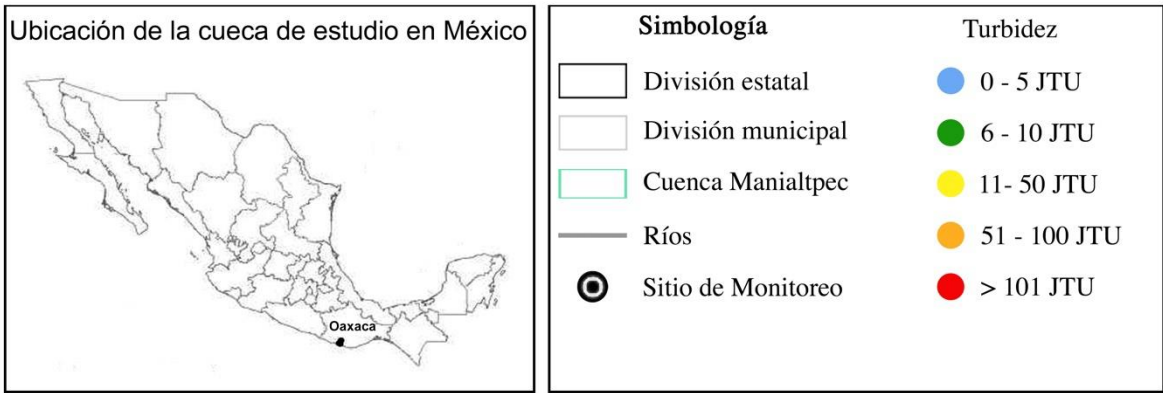 Ubicación de la cueca de estudio en México
Oaxaca
Simbología
Turbidez
División estatal
0 - 5 JTU
División municipal
6 - 10 JTU
Cuenca Manialtpec
11- 50 JTU
Ríos
51 - 100 JTU
Sitio de Monitoreo
> 101 JTU